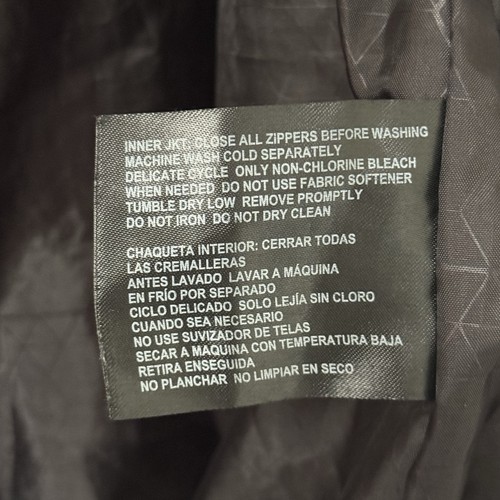 INNER JKT: CLOSE ALL ZIPPERS BEFORE WASHING
MACHINE WASH COLD SEPARATELY
DELICATE CYCLE ONLY NON-CHLORINE BLEACH
WHEN NEEDED DO NOT USE FABRIC SOFTENER
TUMBLE DRY LOW REMOVE PROMPTLY
DO NOT IRON DO NOT DRY CLEAN
CHAQUETA INTERIOR: CERRAR TODAS
LAS CREMALLERAS
ANTES LAVADO LAVAR A MÁQUINA
EN FRÍO POR SEPARADO
CICLO DELICADO SOLO LEJÍA SIN CLORO
CUANDO SEA NECESARIO
NO USE SUVIZADOR DE TELAS
SECAR A MÁQUINA CON TEMPERATURA BAJA
RETIRA ENSEGUIDA
NO PLANCHAR NO LIMPIAR EN SECO